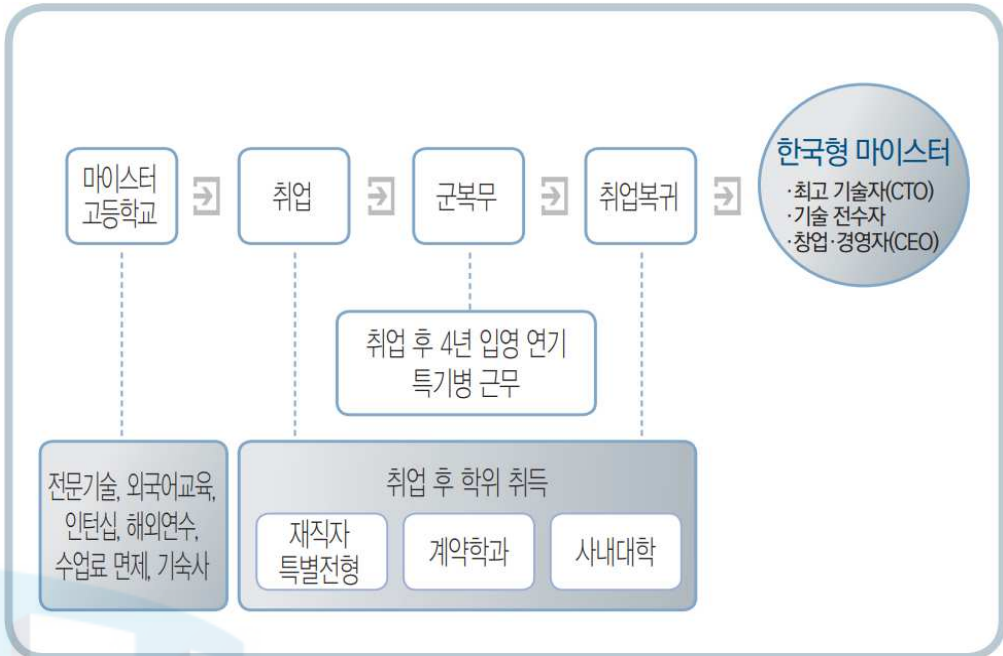 마이스터
고등학교
취업
군복무
취업복귀
한국형 마이스터
·최고 기술자(CTO)
·기술 전수자
·창업·경영자(CEO)
취업 후 4년 입영 연기
특기병 근무
전문기술, 외국어교육,
인턴십, 해외연수,
수업료 면제, 기숙사
취업 후 학위 취득
재직자
특별전형
계약학과
사내대학